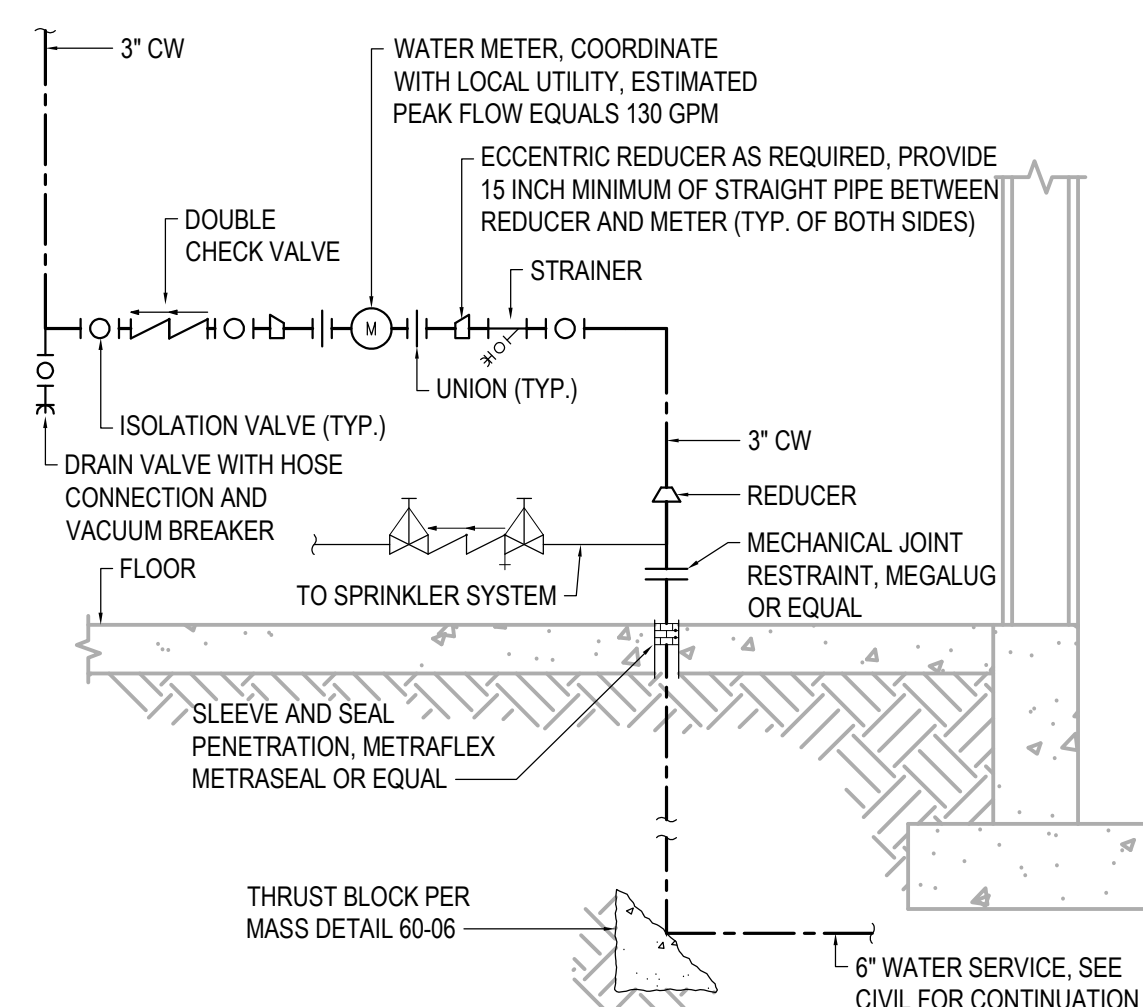 3" CW
WATER METER, COORDINATE
WITH LOCAL UTILITY, ESTIMATED
PEAK FLOW EQUALS 130 GPM
ECCENTRIC REDUCER AS REQUIRED, PROVIDE
15 INCH MINIMUM OF STRAIGHT PIPE BETWEEN
REDUCER AND METER (TYP. OF BOTH SIDES)
DOUBLE
CHECK VALVE
STRAINER
M
UNION (TYP.)
ISOLATION VALVE (TYP.)
DRAIN VALVE WITH HOSE
CONNECTION AND
VACUUM BREAKER
3" CW
REDUCER
MECHANICAL JOINT
RESTRAINT, MEGALUG
OR EQUAL
FLOOR
TO SPRINKLER SYSTEM
SLEEVE AND SEAL
PENETRATION, METRAFLEX
METRASEAL OR EQUAL
THRUST BLOCK PER
MASS DETAIL 60-06
6" WATER SERVICE, SEE
CIVIL FOR CONTINUATION